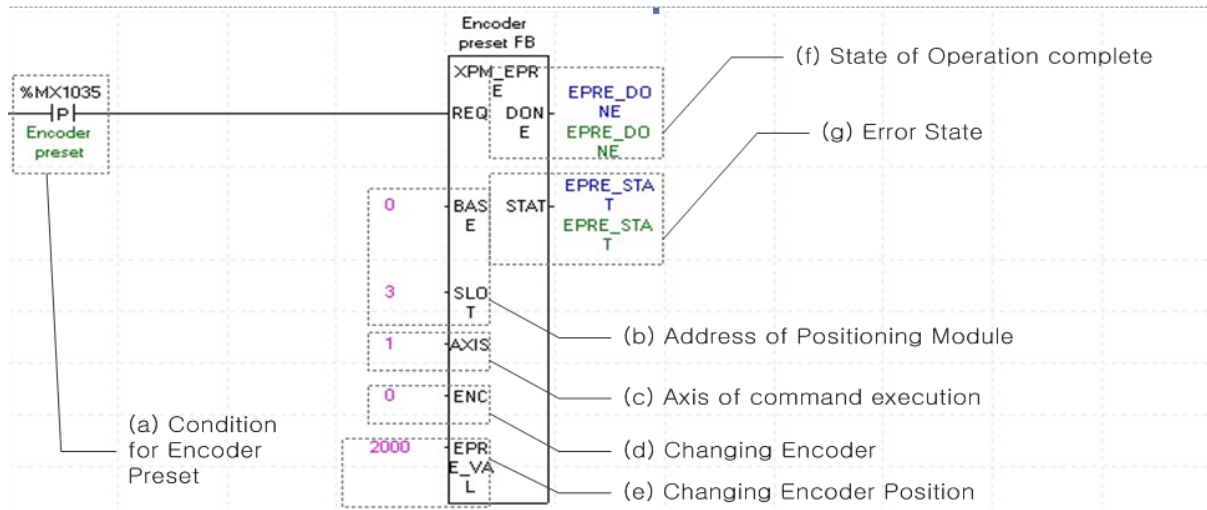 Encoder
preset FB
XPM_EPR
E
%MX1035
P
Encoder
preset
REQ
DON
E
EPRE_DO
NE
EPRE_DO
NE
(f) State of Operation complete
(g) Error State
0
BAS
E
STAT
EPRE_STA
T
EPRE_STA
T
3
SLO
T
(b) Address of Positioning Module
1
AXIS
(c) Axis of command execution
0
ENC
(d) Changing Encoder
2000
EPR
E_VA
L
(e) Changing Encoder Position
(a) Condition
for Encoder
Preset